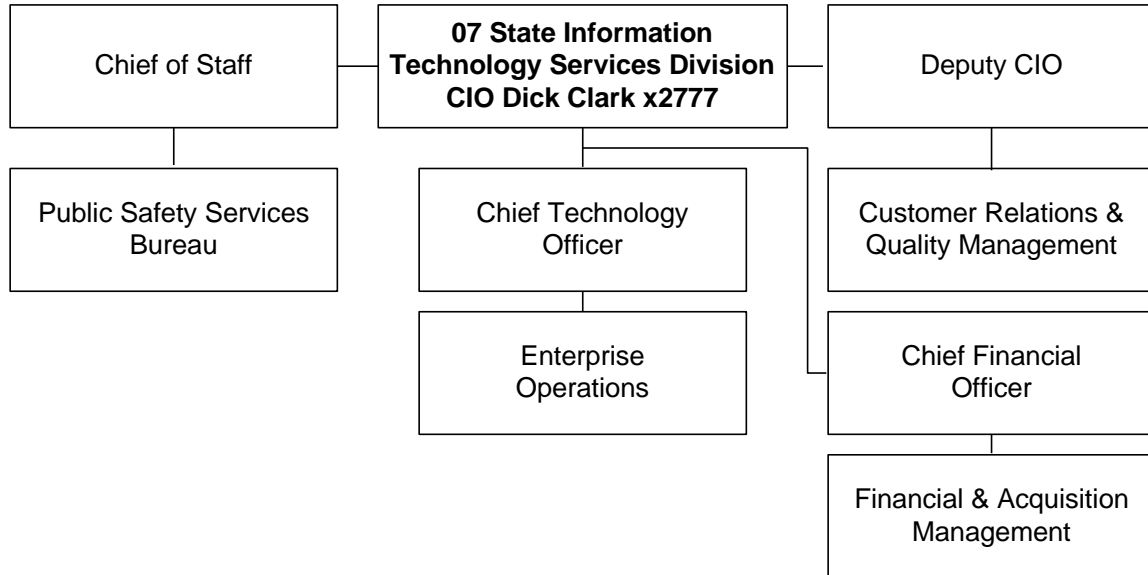 Chief of Staff
07 State Information
Technology Services Division
CIO Dick Clark x2777
Deputy CIO
Public Safety Services
Bureau
Chief Technology
Officer
Customer Relations &
Quality Management
Enterprise
Operations
Chief Financial
Officer
Financial & Acquisition
Management